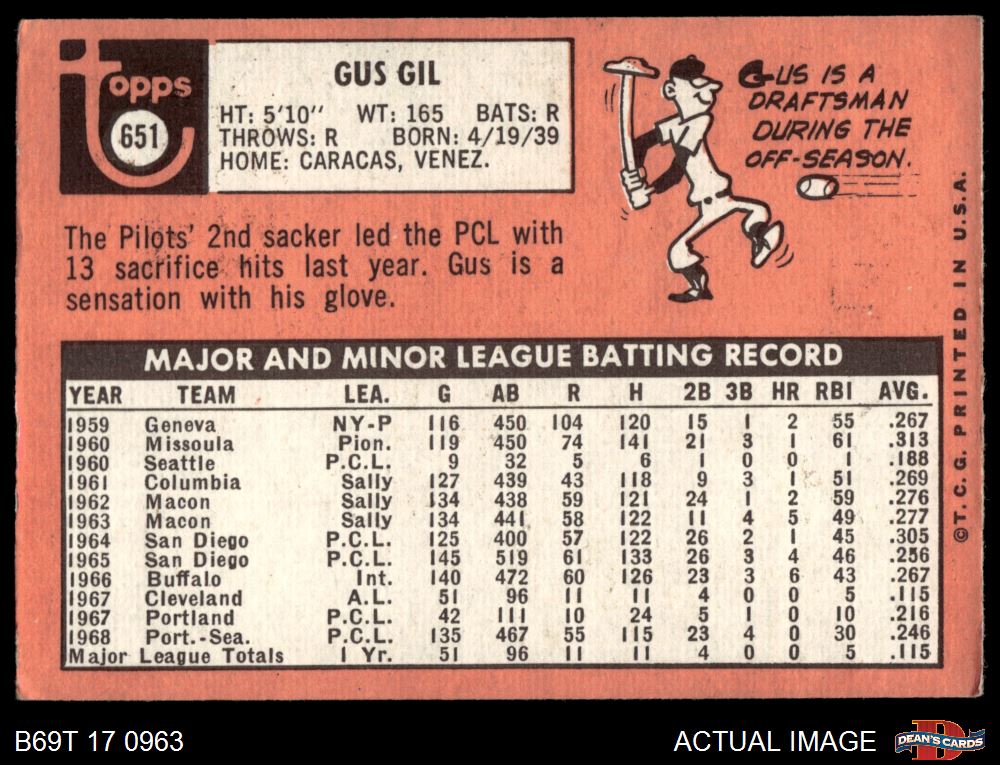 topps
651
GUS GIL
HT: 5'10" WT: 165 BATS: R
THROWS: R BORN: 4/19/39
HOME: CARACAS, VENEZ.
GUS IS A
DRAFTSMAN
DURING THE
OFF-SEASON.
The Pilots' 2nd sacker led the PCL with
13 sacrifice hits last year. Gus is a
sensation with his glove.
MAJOR AND MINOR LEAGUE BATTING RECORD
YEAR TEAM LEA. G AB R H 2B 3B HR RBI AVG.
1959 Geneva NY-P 116 450 104 120 15 1 2 55 .267
1960 Missoula Pion. 119 450 74 141 21 3 1 61 .313
1960 Seattle P.C.L. 9 32 5 6 1 0 0 1 .188
1961 Columbia Sally 127 439 43 118 9 3 1 51 .269
1962 Macon Sally 134 438 59 121 24 1 2 59 .276
1963 Macon Sally 134 441 58 122 11 4 5 49 .277
1964 San Diego P.C.L. 125 400 57 122 26 2 1 45 .305
1965 San Diego P.C.L. 145 519 61 133 26 3 4 46 .256
1966 Buffalo Int. 140 472 60 126 23 3 6 43 .267
1967 Cleveland A.L. 51 96 11 11 4 0 0 5 .115
1967 Portland P.C.L. 42 111 10 24 5 1 0 10 .216
1968 Port.-Sea. P.C.L. 135 467 55 115 23 4 0 30 .246
Major League Totals 1 Yr. 51 96 11 11 4 0 0 5 .115
©T.C.G. PRINTED IN U.S.A.
B69T 17 0963
ACTUAL IMAGE
DEAN'S CARDS